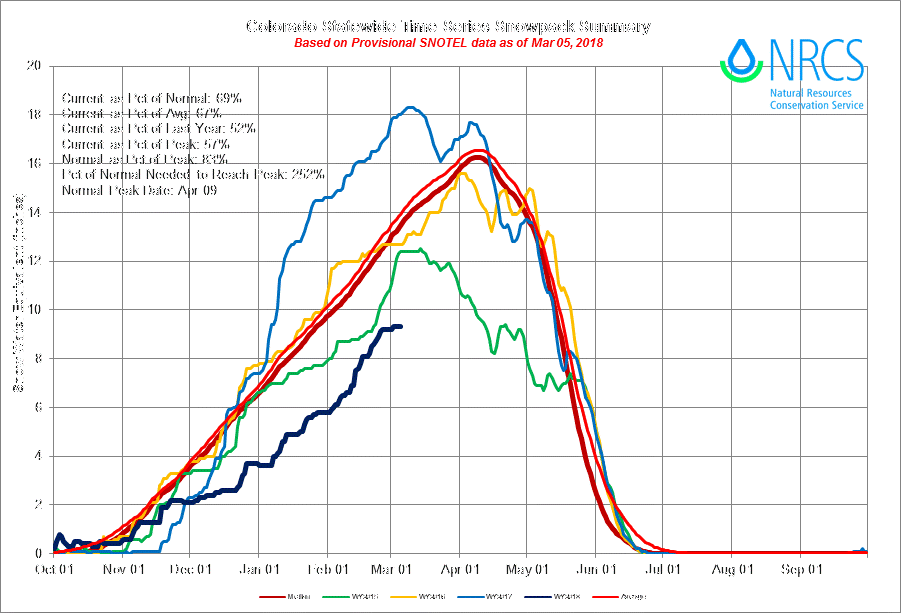 Colorado Statewide Time Series Snowpack Summary
Based on Provisional SNOTEL data as of Mar 05, 2018
NRCS
Natural Resources
Conservation Service
Current as Pct of Normal: 69%
Current as Pct of Avg: 67%
Current as Pct of Last Year: 52%
Current as Pct of Peak: 57%
Normal as Pct of Peak: 83%
Pct of Normal Needed to Reach Peak: 252%
Normal Peak Date: Apr 09
Snow Water Equivalent (inches)
20
18
16
14
12
10
8
6
4
2
0
Oct 01 Nov 01 Dec 01 Jan 01 Feb 01 Mar 01 Apr 01 May 01 Jun 01 Jul 01 Aug 01 Sep 01
Median WY2015 WY2016 WY2017 WY2018 Average